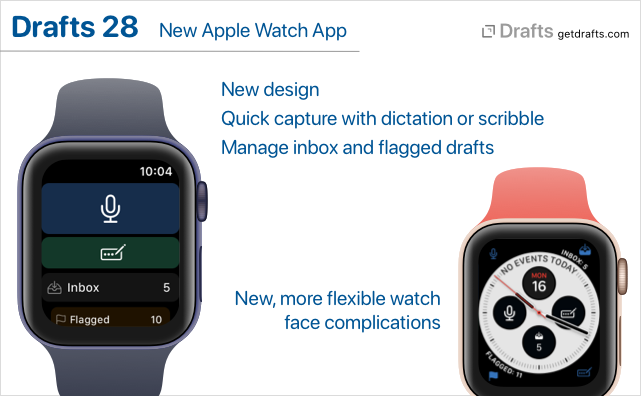 Drafts 28 New Apple Watch App
Drafts getdrafts.com
New design
Quick capture with dictation or scribble
Manage inbox and flagged drafts
10:04
Inbox 5
Flagged 10
New, more flexible watch
face complications
NO EVENTS TODAY
INBOX: 5
MON
16
5
FLAGGED: 11